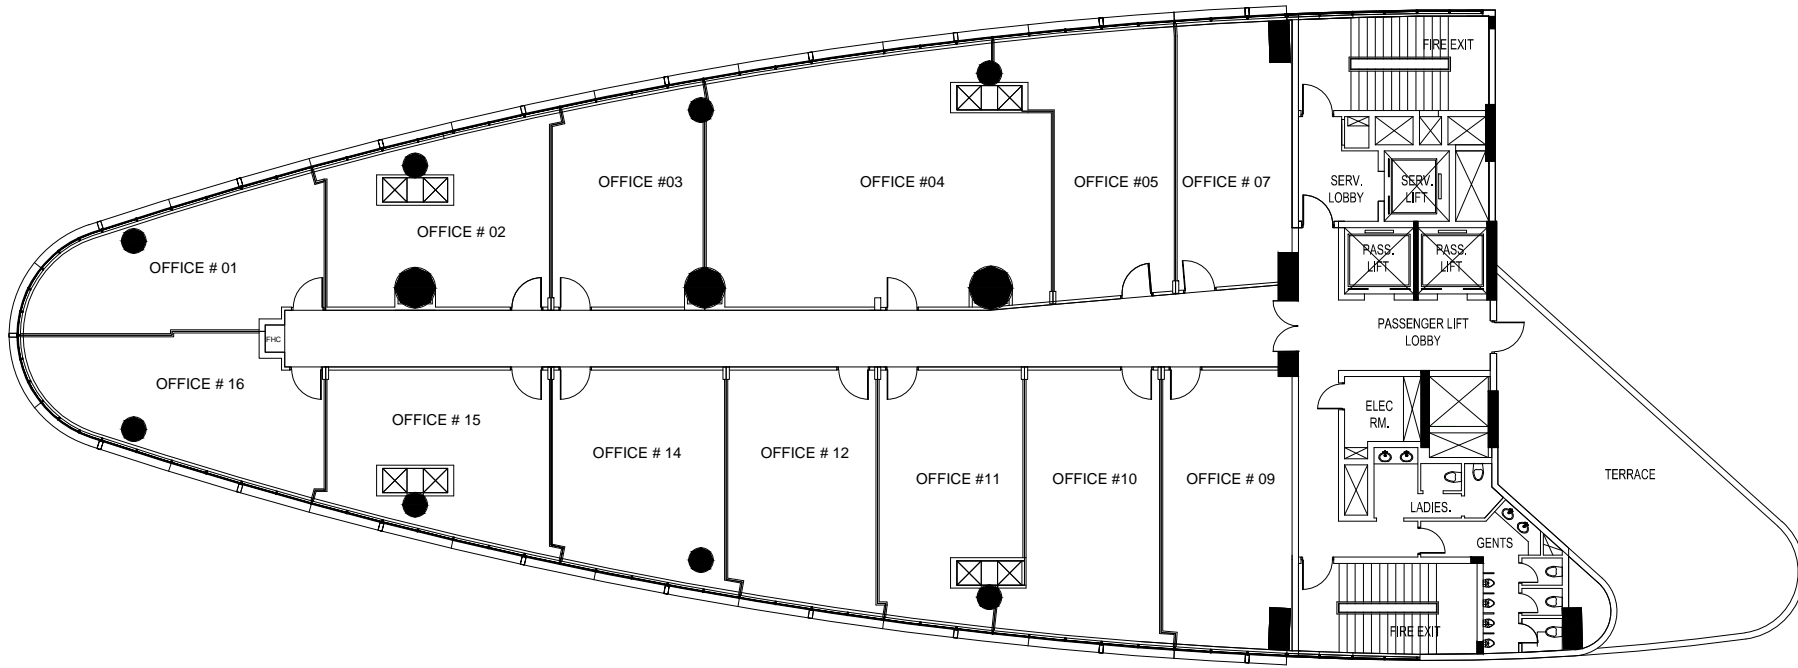 FIRE EXIT
OFFICE #03
OFFICE #04
OFFICE #05
OFFICE # 07
SERV.
LOBBY
SERV.
LIFT
OFFICE # 02
OFFICE # 01
PASS.
LIFT
PASS.
LIFT
FHC
PASSENGER LIFT
LOBBY
OFFICE # 16
OFFICE # 15
OFFICE # 14
OFFICE # 12
OFFICE #11
OFFICE #10
OFFICE # 09
ELEC
RM.
TERRACE
LADIES.
GENTS
FIRE EXIT